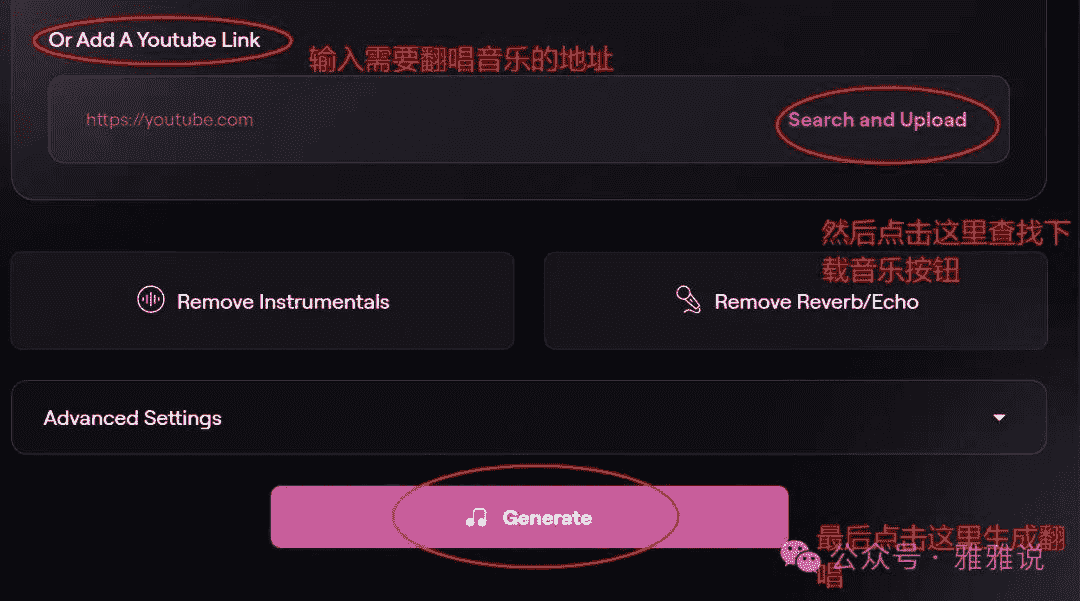 Or Add A Youtube Link
输入需要翻唱音乐的地址
https://youtube.com
Search and Upload
然后点击这里查找下
载音乐按钮
Remove Instrumentals
Remove Reverb/Echo
Advanced Settings
Generate
最后点击这里生成翻
唱
公众号·雅雅说